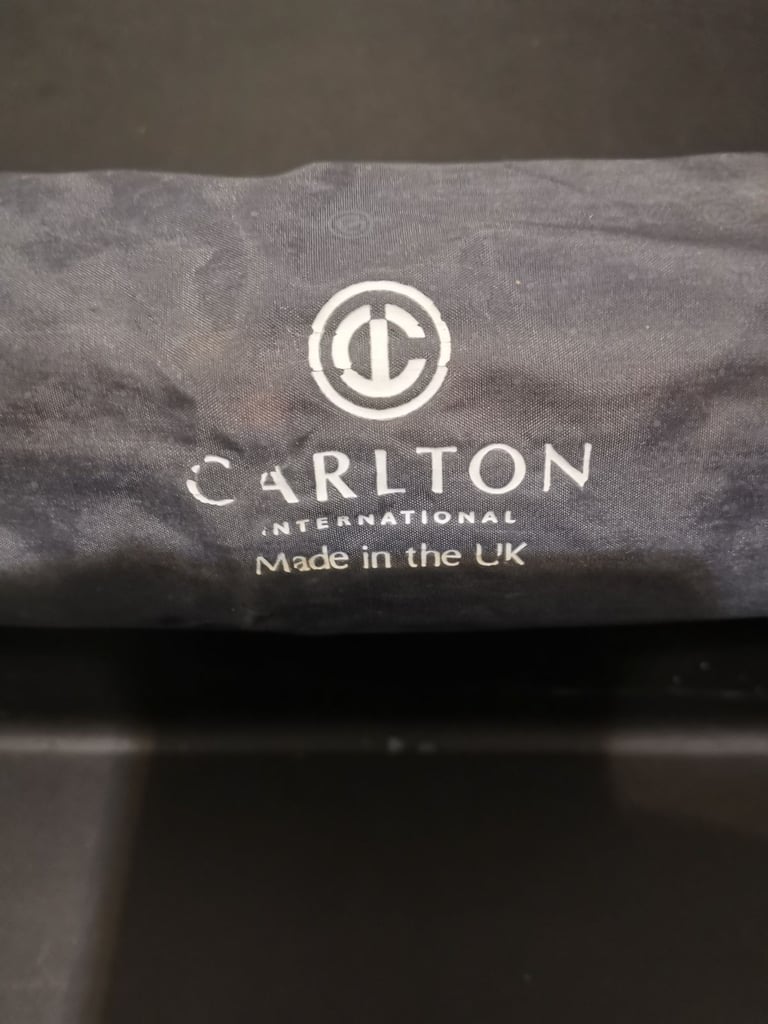 CARLTON
INTERNATIONAL
Made in the UK